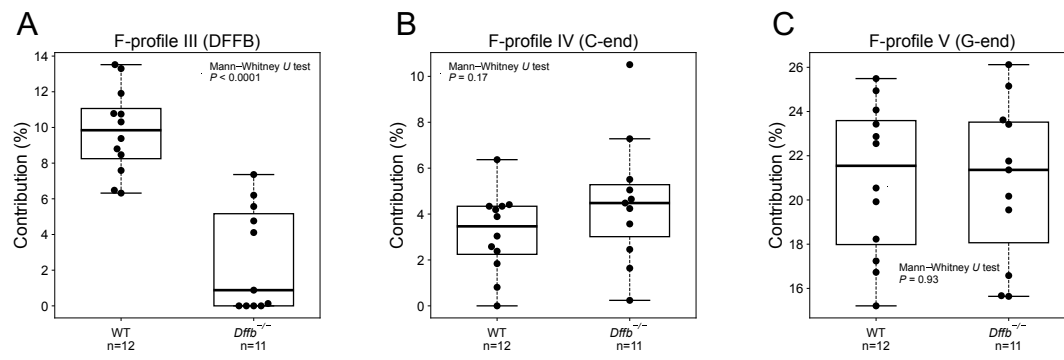 A
F-profile III (DFFB)
Contribution (%)
14
12
10
8
6
4
2
0
Mann–Whitney U test
P < 0.0001
WT
n=12
Dffb−/−
n=11
B
F-profile IV (C-end)
Contribution (%)
10
8
6
4
2
0
Mann–Whitney U test
P = 0.17
WT
n=12
Dffb−/−
n=11
C
F-profile V (G-end)
Contribution (%)
26
24
22
20
18
16
Mann–Whitney U test
P = 0.93
WT
n=12
Dffb−/−
n=11